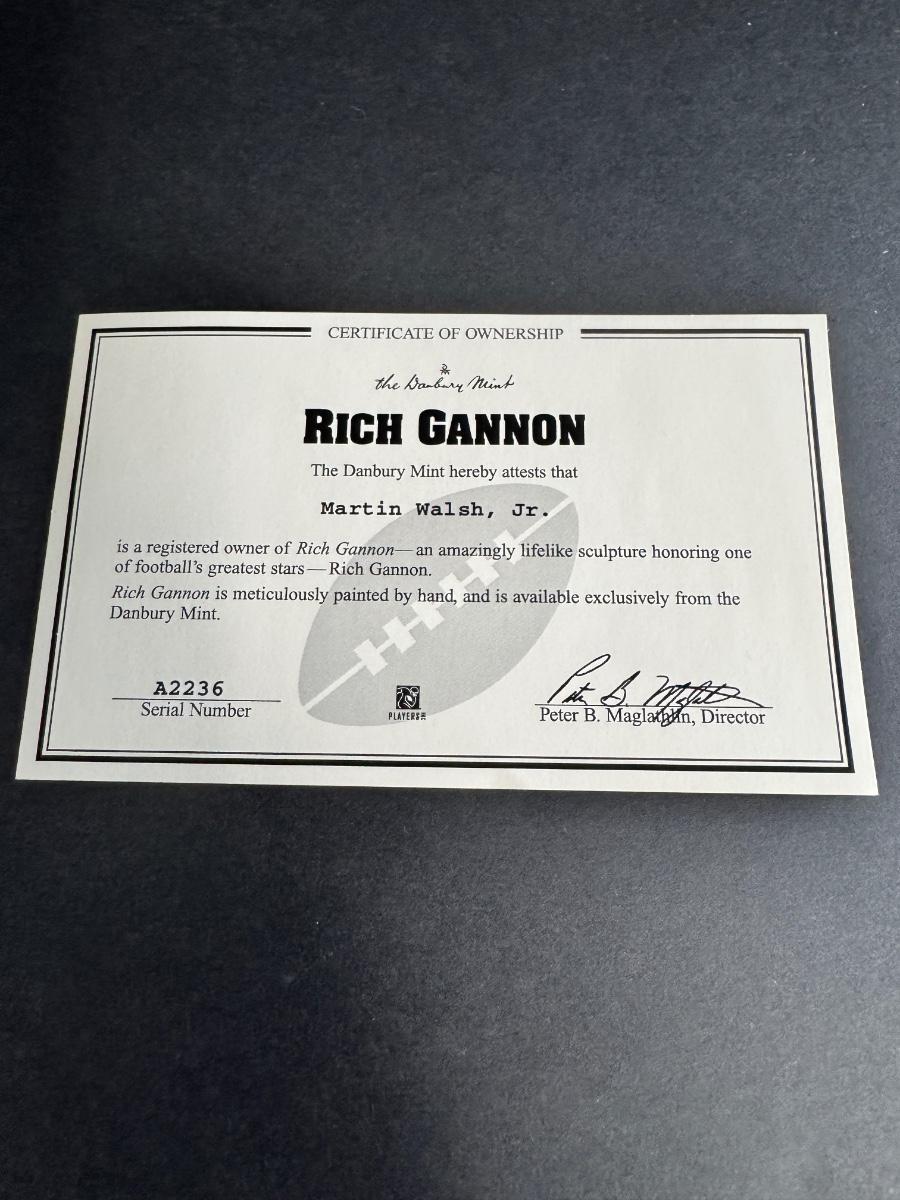 CERTIFICATE OF OWNERSHIP
the Danbury Mint
RICH GANNON
The Danbury Mint hereby attests that
Martin Walsh, Jr.
is a registered owner of Rich Gannon—an amazingly lifelike sculpture honoring one
of football's greatest stars—Rich Gannon.
Rich Gannon is meticulously painted by hand, and is available exclusively from the
Danbury Mint.
A2236
Serial Number
PLAYERS
Peter B. Maglathlin
Peter B. Maglathlin, Director